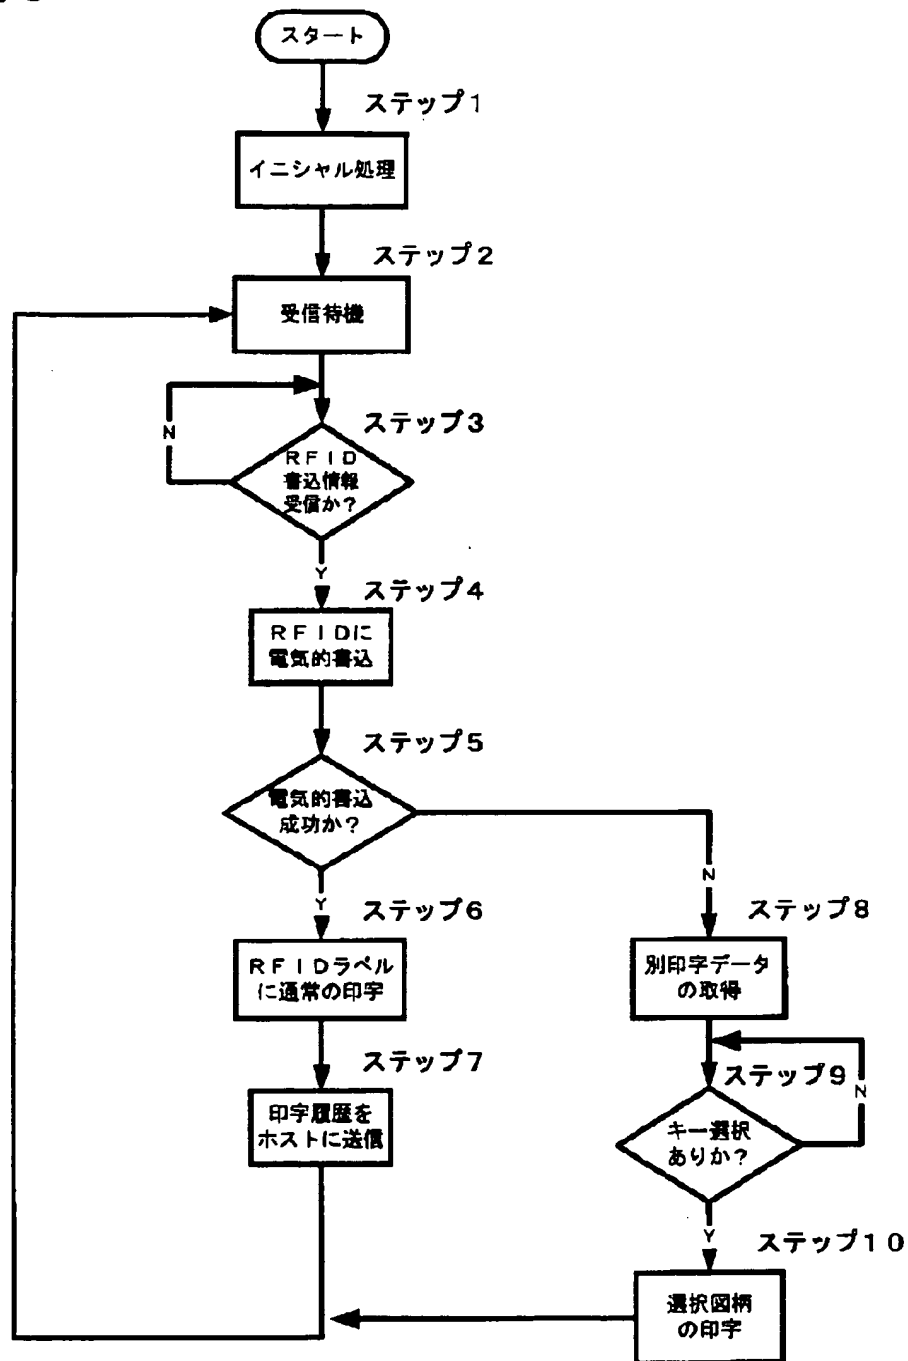 スタート
ステップ1
イニシャル処理
ステップ2
受信待機
ステップ3
N
RFID
書込情報
受信か?
Y
ステップ4
RFIDに
電気的書込
ステップ5
電気的書込
成功か?
Y
N
ステップ6
RFIDラベル
に通常の印字
ステップ7
印字履歴を
ホストに送信
ステップ8
別印字データ
の取得
ステップ9
N
キー選択
ありか?
Y
ステップ10
選択図柄
の印字